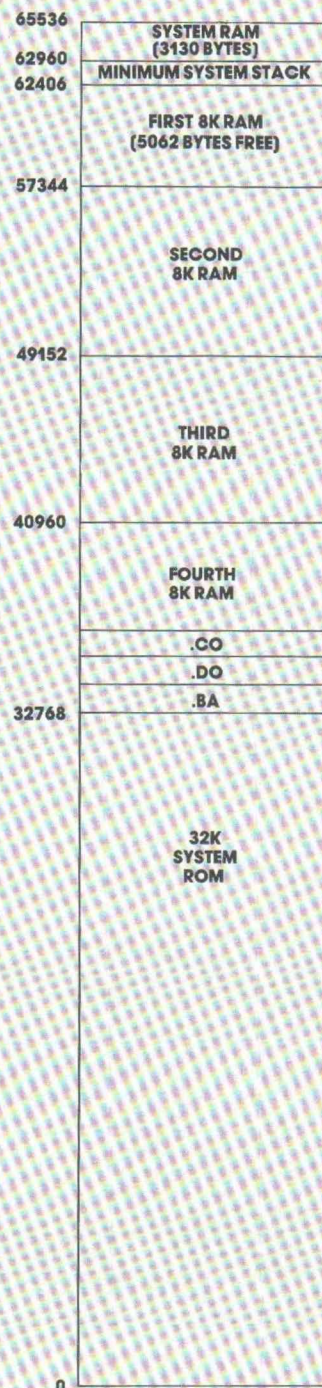 65536
SYSTEM RAM
(3130 BYTES)
62960
MINIMUM SYSTEM STACK
62406
FIRST 8K RAM
(5062 BYTES FREE)
57344
SECOND
8K RAM
49152
THIRD
8K RAM
40960
FOURTH
8K RAM
.CO
.DO
.BA
32768
32K
SYSTEM
ROM
0